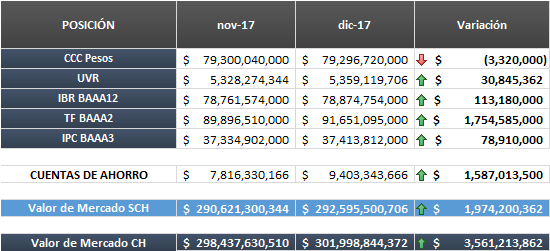 POSICIÓN nov-17 dic-17 Variación
CCC Pesos $ 79,300,040,000 $ 79,296,720,000 $ (3,320,000)
UVR $ 5,328,274,344 $ 5,359,119,706 $ 30,845,362
IBR BAAA12 $ 78,761,574,000 $ 78,874,754,000 $ 113,180,000
TF BAAA2 $ 89,896,510,000 $ 91,651,095,000 $ 1,754,585,000
IPC BAAA3 $ 37,334,902,000 $ 37,413,812,000 $ 78,910,000
CUENTAS DE AHORRO $ 7,816,330,166 $ 9,403,343,666 $ 1,587,013,500
Valor de Mercado SCH $ 290,621,300,344 $ 292,595,500,706 $ 1,974,200,362
Valor de Mercado CH $ 298,437,630,510 $ 301,998,844,372 $ 3,561,213,862